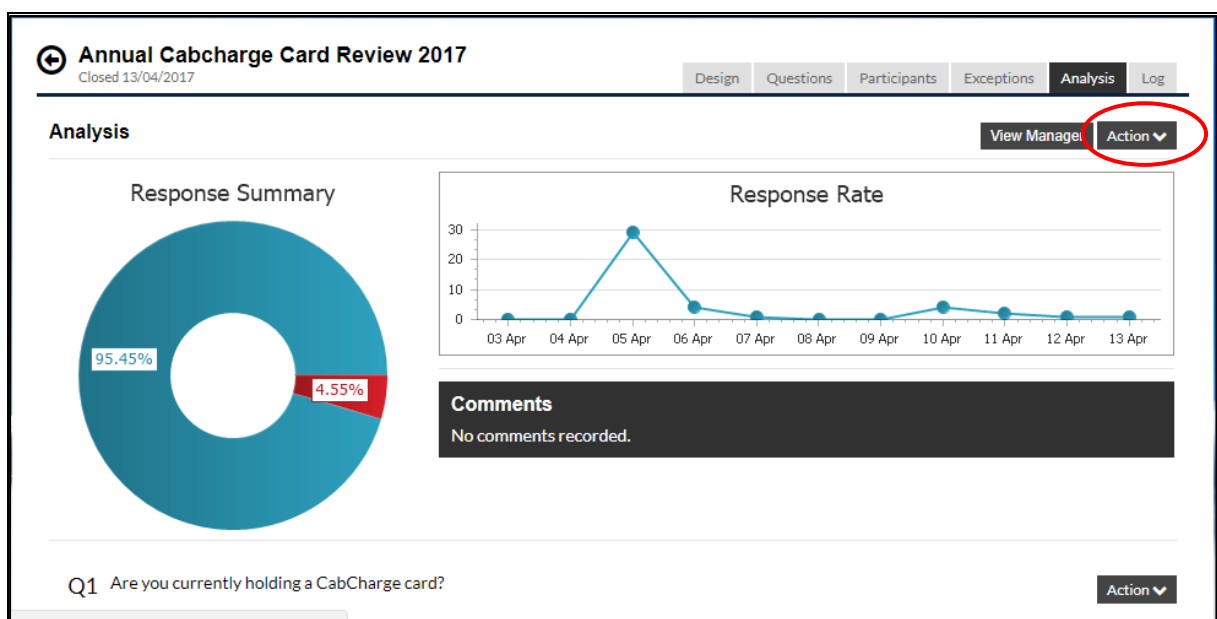 Annual Cabcharge Card Review 2017
Closed 13/04/2017
Design Questions Participants Exceptions Analysis Log
Analysis
View Manager Action
Response Summary
95.45%
4.55%
Response Rate
30
20
10
0
03 Apr 04 Apr 05 Apr 06 Apr 07 Apr 08 Apr 09 Apr 10 Apr 11 Apr 12 Apr 13 Apr
Comments
No comments recorded.
Q1 Are you currently holding a CabCharge card?
Action